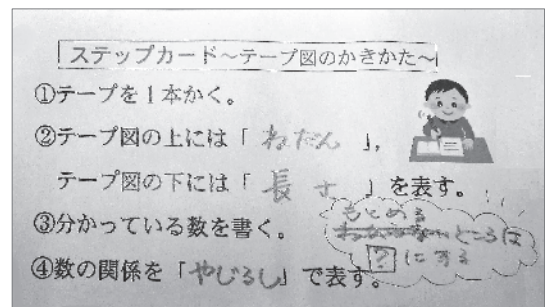 ステップカード～テープ図のかきかた～
①テープを1本かく。
②テープ図の上には「ねだん」,
テープ図の下には「長さ」を表す。
③分かっている数を書く。
もとめる
ところは
?にする
④数の関係を「やじるし」で表す。